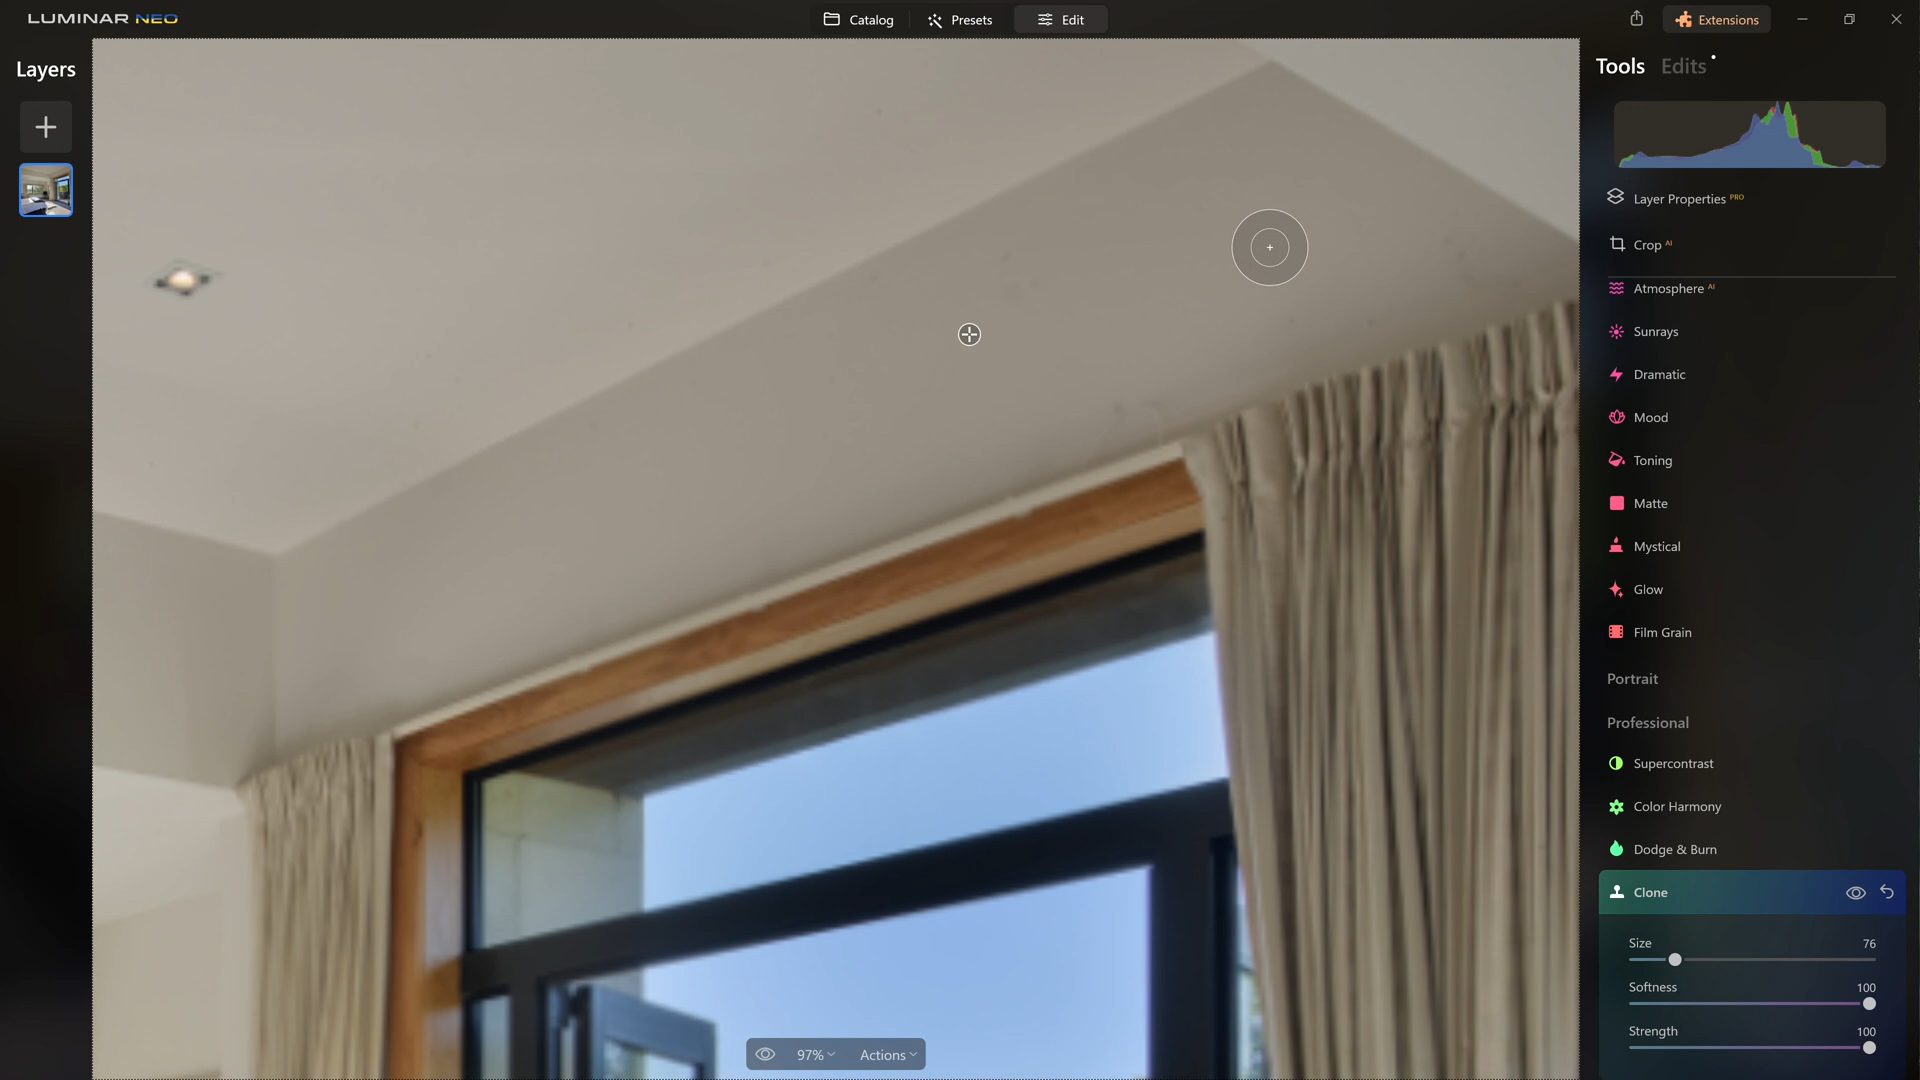 LUMINAR NEO
Catalog
Presets
Edit
Extensions
Layers
Tools Edits
Layer Properties PRO
Crop AI
Atmosphere AI
Sunrays
Dramatic
Mood
Toning
Matte
Mystical
Glow
Film Grain
Portrait
Professional
Supercontrast
Color Harmony
Dodge & Burn
Clone
Size 76
Softness 100
Strength 100
97% Actions